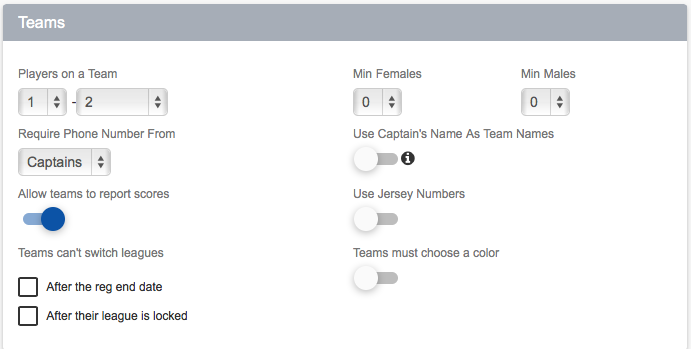 Teams
Players on a Team
Min Females
Min Males
1 - 2
0
0
Require Phone Number From
Use Captain's Name As Team Names
Captains
i
Allow teams to report scores
Use Jersey Numbers
Teams can't switch leagues
Teams must choose a color
After the reg end date
After their league is locked